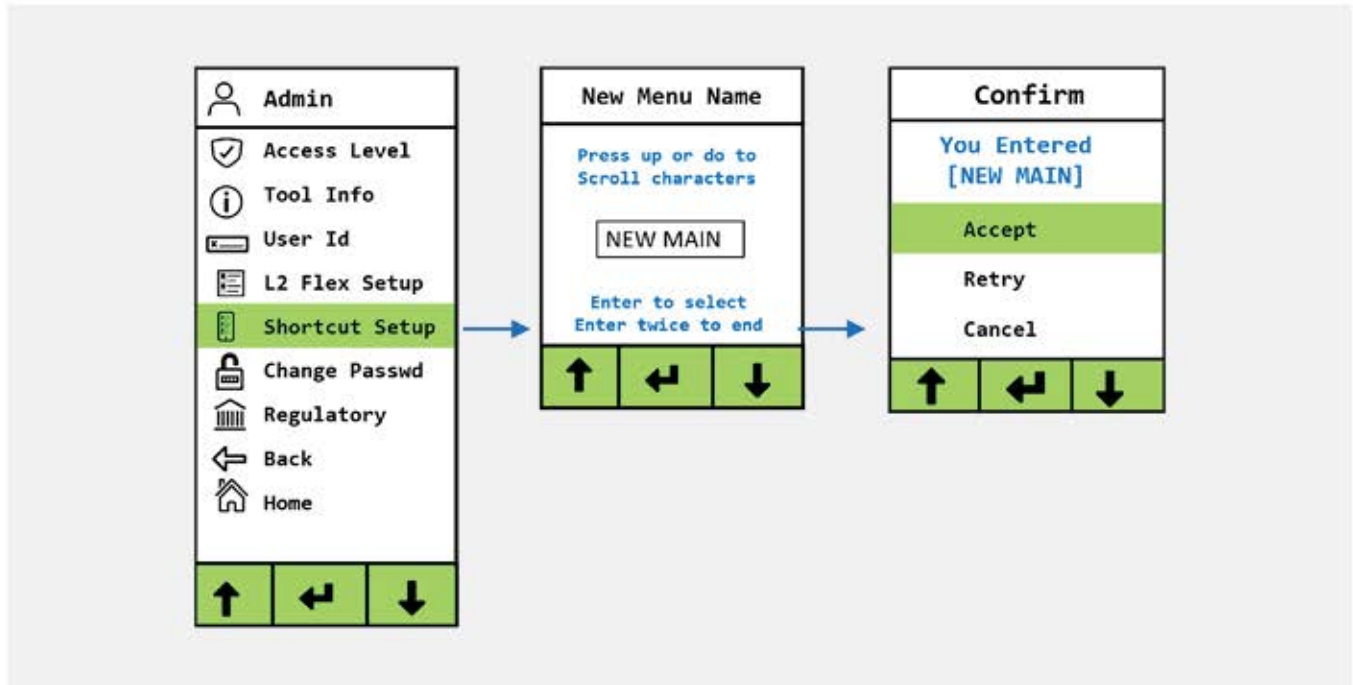 Admin
Access Level
Tool Info
User Id
L2 Flex Setup
Shortcut Setup
Change Passwd
Regulatory
Back
Home
New Menu Name
Press up or do to
Scroll characters
NEW MAIN
Enter to select
Enter twice to end
Confirm
You Entered
[NEW MAIN]
Accept
Retry
Cancel